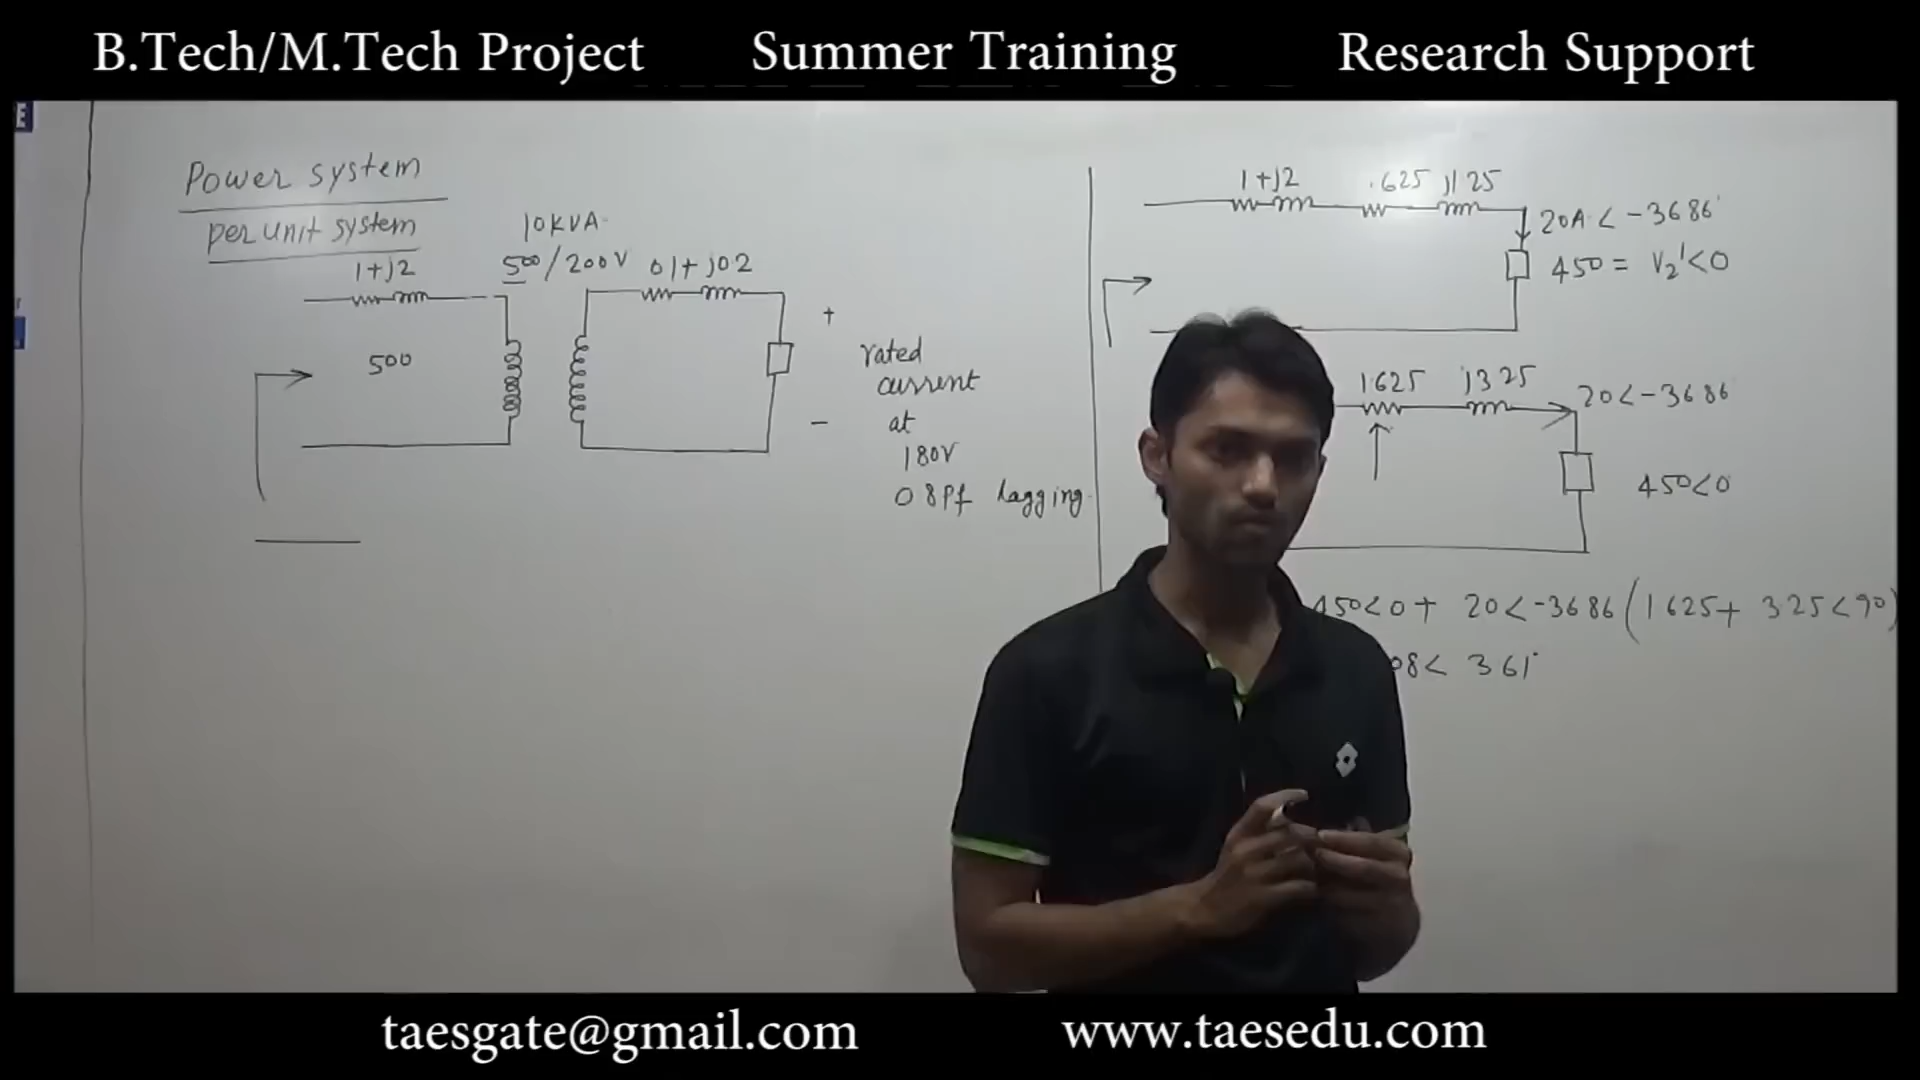 B.Tech/M.Tech Project Summer Training Research Support
E
Power system
per unit system
1+j2
10KVA
500/200V
01+j02
500
+
-
rated
current
at
180V
08Pf lagging
1+j2
.625 j125
20A<-3686
450=V2'<0
1625 j325
20<-3686
450<0
450<0+ 20<-3686(1625+ 325<90)
08< 361
taesgate@gmail.com www.taesedu.com